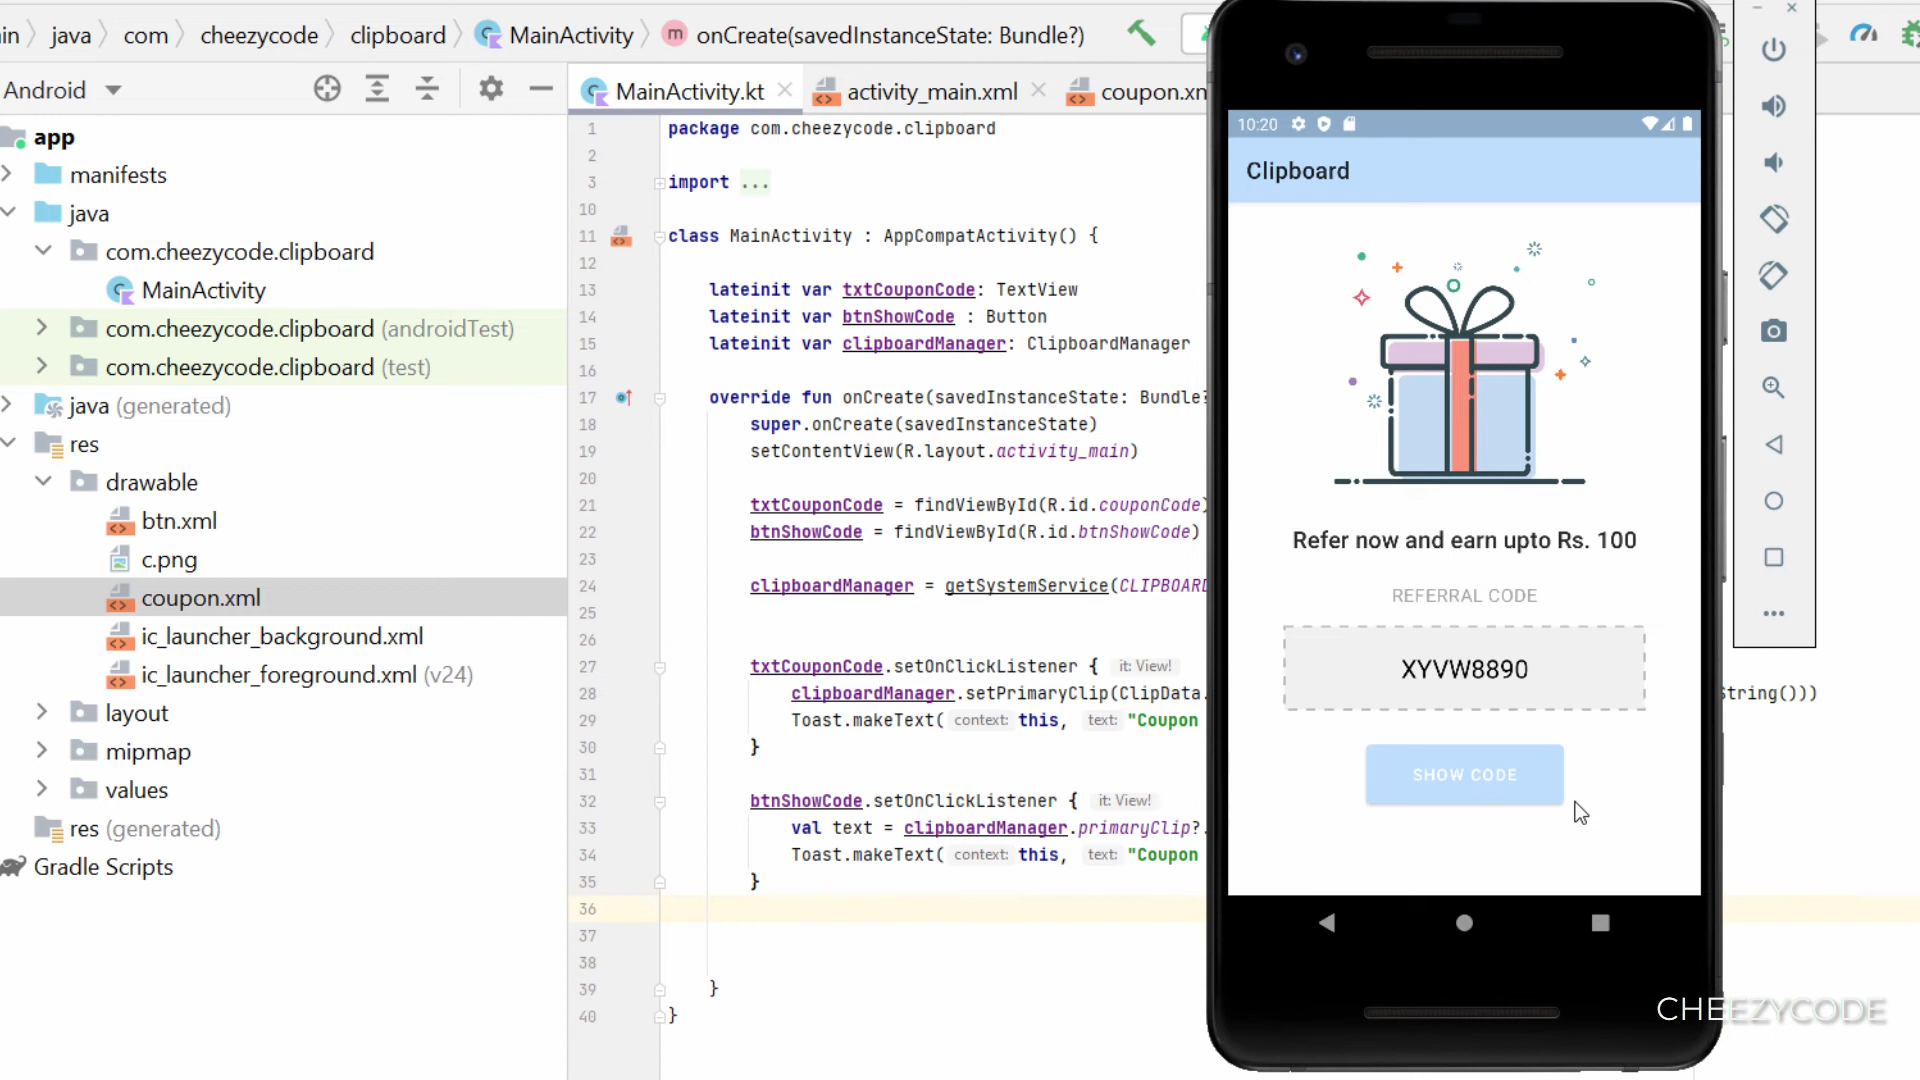 in java com cheezycode clipboard MainActivity m onCreate(savedInstanceState: Bundle?)
Android
MainActivity.kt activity_main.xml coupon.xm
app
manifests
java
com.cheezycode.clipboard
MainActivity
com.cheezycode.clipboard (androidTest)
com.cheezycode.clipboard (test)
java (generated)
res
drawable
btn.xml
c.png
coupon.xml
ic_launcher_background.xml
ic_launcher_foreground.xml (v24)
layout
mipmap
values
res (generated)
Gradle Scripts
1 package com.cheezycode.clipboard
2
3 import ...
10
11 class MainActivity : AppCompatActivity() {
12
13 lateinit var txtCouponCode: TextView
14 lateinit var btnShowCode : Button
15 lateinit var clipboardManager: ClipboardManager
16
17 override fun onCreate(savedInstanceState: Bundle?
18 super.onCreate(savedInstanceState)
19 setContentView(R.layout.activity_main)
20
21 txtCouponCode = findViewById(R.id.couponCode)
22 btnShowCode = findViewById(R.id.btnShowCode)
23
24 clipboardManager = getSystemService(CLIPBOARD
25
26
27 txtCouponCode.setOnClickListener { it: View!
28 clipboardManager.setPrimaryClip(ClipData. String()))
29 Toast.makeText( context: this, text: "Coupon
30 }
31
32 btnShowCode.setOnClickListener { it: View!
33 val text = clipboardManager.primaryClip?.
34 Toast.makeText( context: this, text: "Coupon
35 }
36
37
38
39 }
40 }
10:20
Clipboard
Refer now and earn upto Rs. 100
REFERRAL CODE
XYVW8890
SHOW CODE
CHEEZYCODE